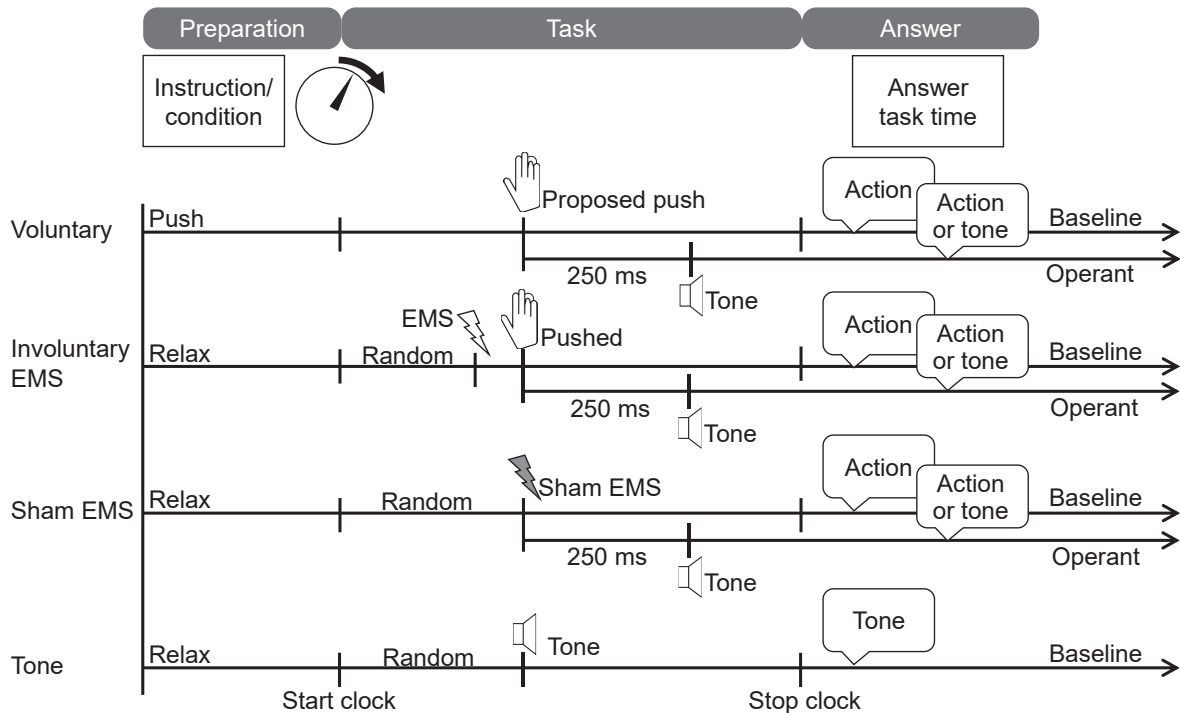 Preparation
Task
Answer
Instruction/
condition
Answer
task time
Voluntary
Push
Proposed push
Action
Action
or tone
Baseline
250 ms
Tone
Operant
Involuntary
EMS
Relax
Random
EMS
Pushed
Action
Action
or tone
Baseline
250 ms
Tone
Operant
Sham EMS
Relax
Random
Sham EMS
Action
Action
or tone
Baseline
250 ms
Tone
Operant
Tone
Relax
Random
Tone
Tone
Baseline
Start clock
Stop clock